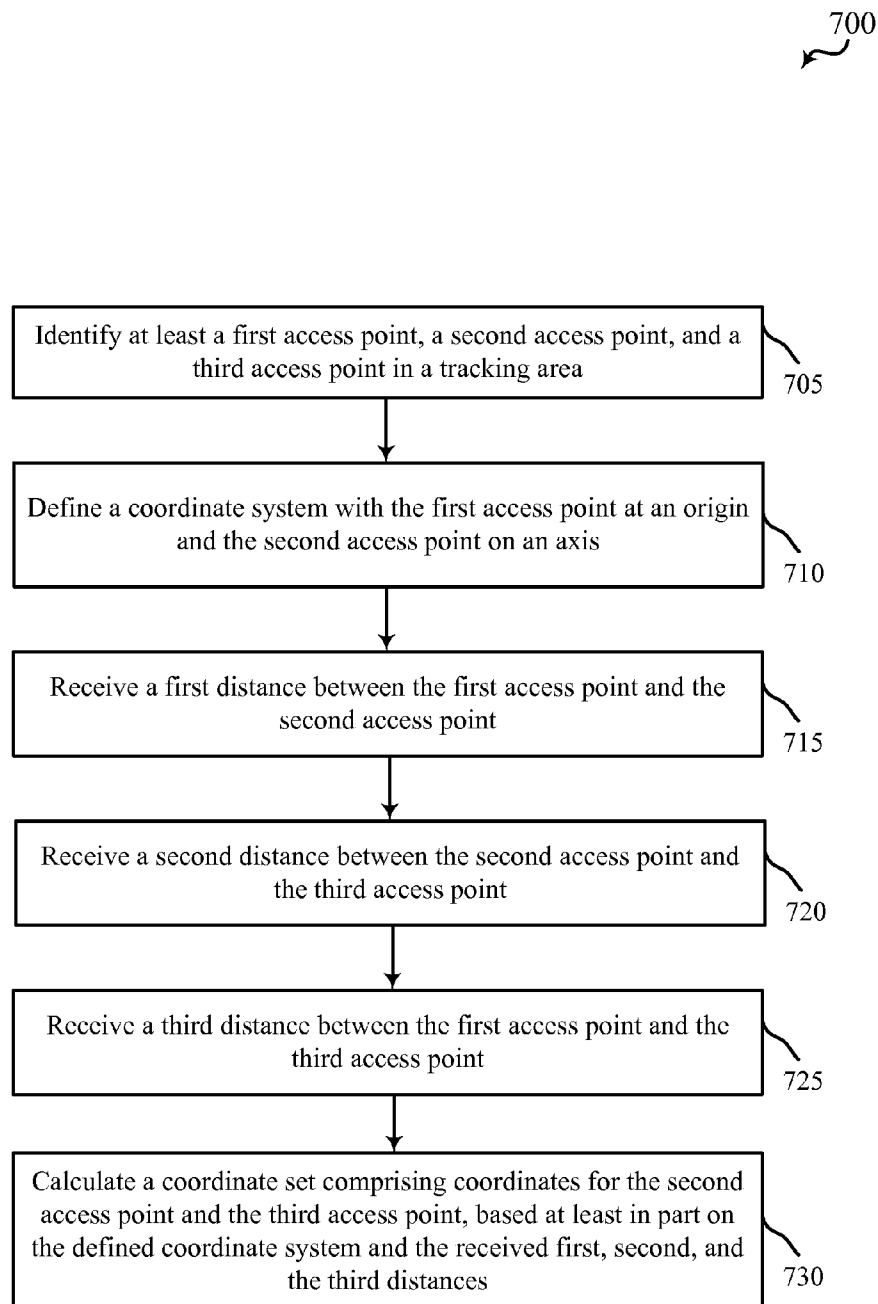 700
Identify at least a first access point, a second access point, and a
third access point in a tracking area
705
Define a coordinate system with the first access point at an origin
and the second access point on an axis
710
Receive a first distance between the first access point and the
second access point
715
Receive a second distance between the second access point and
the third access point
720
Receive a third distance between the first access point and the
third access point
725
Calculate a coordinate set comprising coordinates for the second
access point and the third access point, based at least in part on
the defined coordinate system and the received first, second, and
the third distances
730